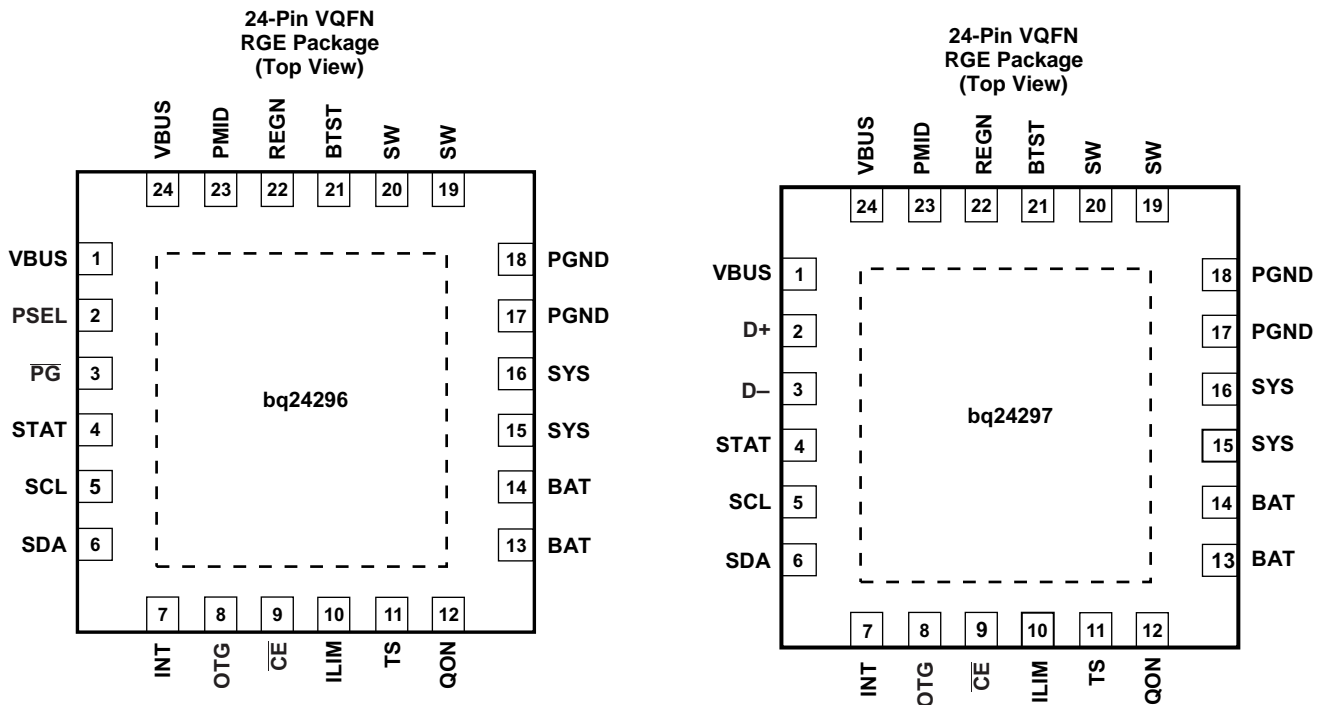 24-Pin VQFN
RGE Package
(Top View)
VBUS
PMID
REGN
BTST
SW
SW
24
23
22
21
20
19
VBUS 1
PSEL 2
P̅G̅ 3
STAT 4
SCL 5
SDA 6
bq24296
18 PGND
17 PGND
16 SYS
15 SYS
14 BAT
13 BAT
7
8
9
10
11
12
INT
OTG
C̅E̅
ILIM
TS
QON
24-Pin VQFN
RGE Package
(Top View)
VBUS
PMID
REGN
BTST
SW
SW
24
23
22
21
20
19
VBUS 1
D+ 2
D– 3
STAT 4
SCL 5
SDA 6
bq24297
18 PGND
17 PGND
16 SYS
15 SYS
14 BAT
13 BAT
7
8
9
10
11
12
INT
OTG
C̅E̅
ILIM
TS
QON